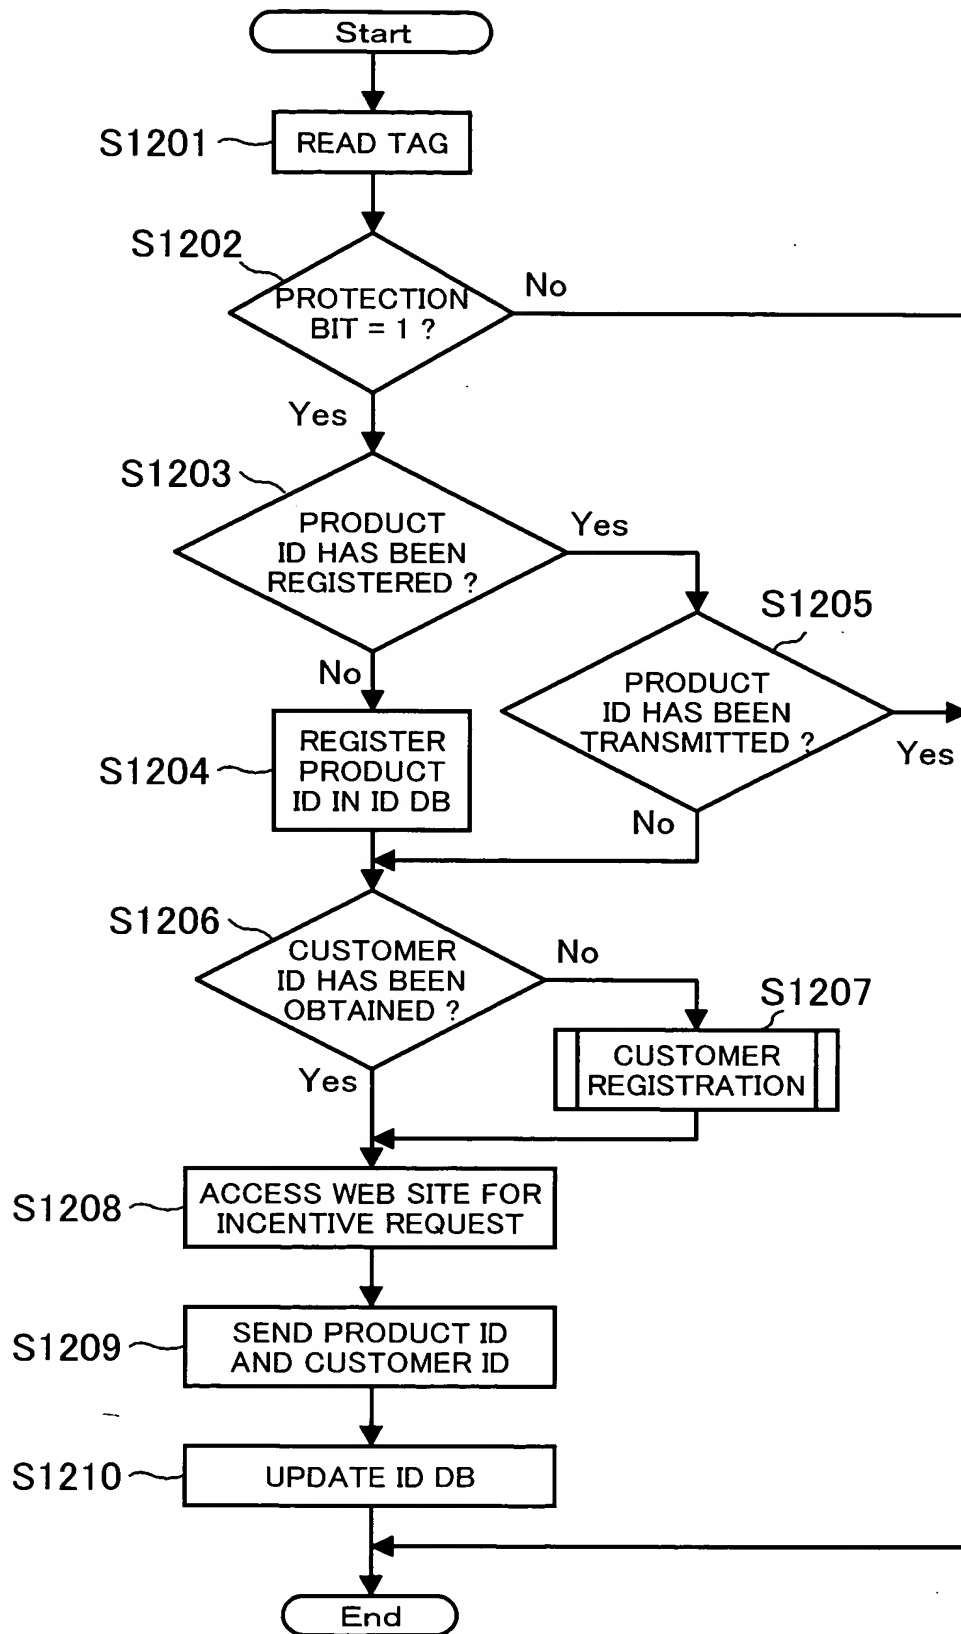 Start
S1201
READ TAG
S1202
PROTECTION
BIT = 1 ?
No
Yes
S1203
PRODUCT
ID HAS BEEN
REGISTERED ?
Yes
No
S1205
PRODUCT
ID HAS BEEN
TRANSMITTED ?
Yes
No
S1204
REGISTER
PRODUCT
ID IN ID DB
S1206
CUSTOMER
ID HAS BEEN
OBTAINED ?
No
Yes
S1207
CUSTOMER
REGISTRATION
S1208
ACCESS WEB SITE FOR
INCENTIVE REQUEST
S1209
SEND PRODUCT ID
AND CUSTOMER ID
S1210
UPDATE ID DB
End